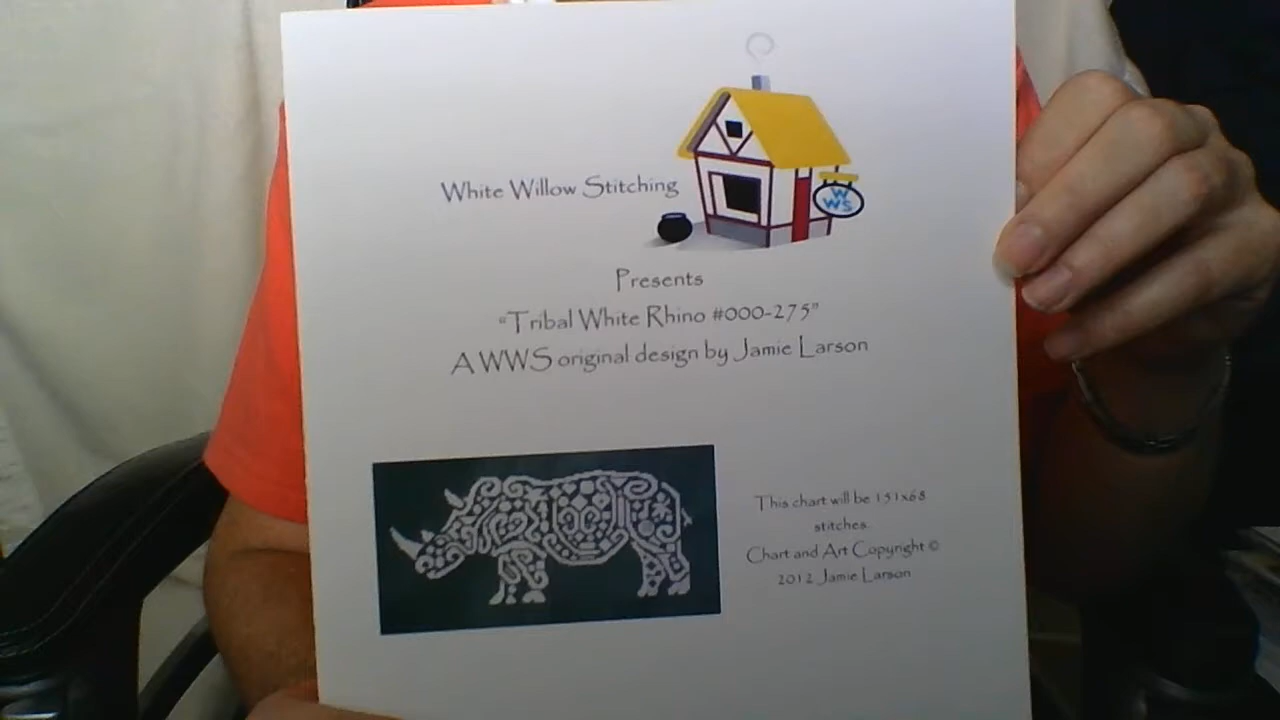 White Willow Stitching
W
WS
Presents
"Tribal White Rhino #000-275"
A WWS original design by Jamie Larson
This chart will be 151x68
stitches.
Chart and Art Copyright ©
2012 Jamie Larson